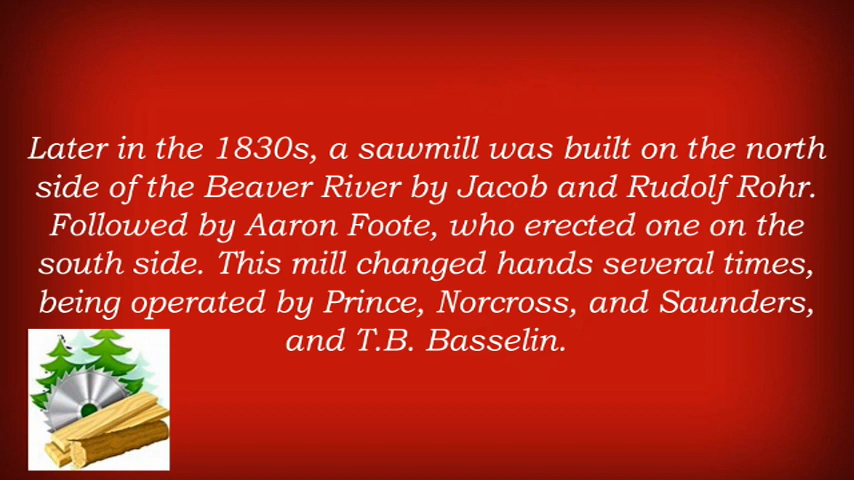 Later in the 1830s, a sawmill was built on the north
side of the Beaver River by Jacob and Rudolf Rohr.
Followed by Aaron Foote, who erected one on the
south side. This mill changed hands several times,
being operated by Prince, Norcross, and Saunders,
and T.B. Basselin.